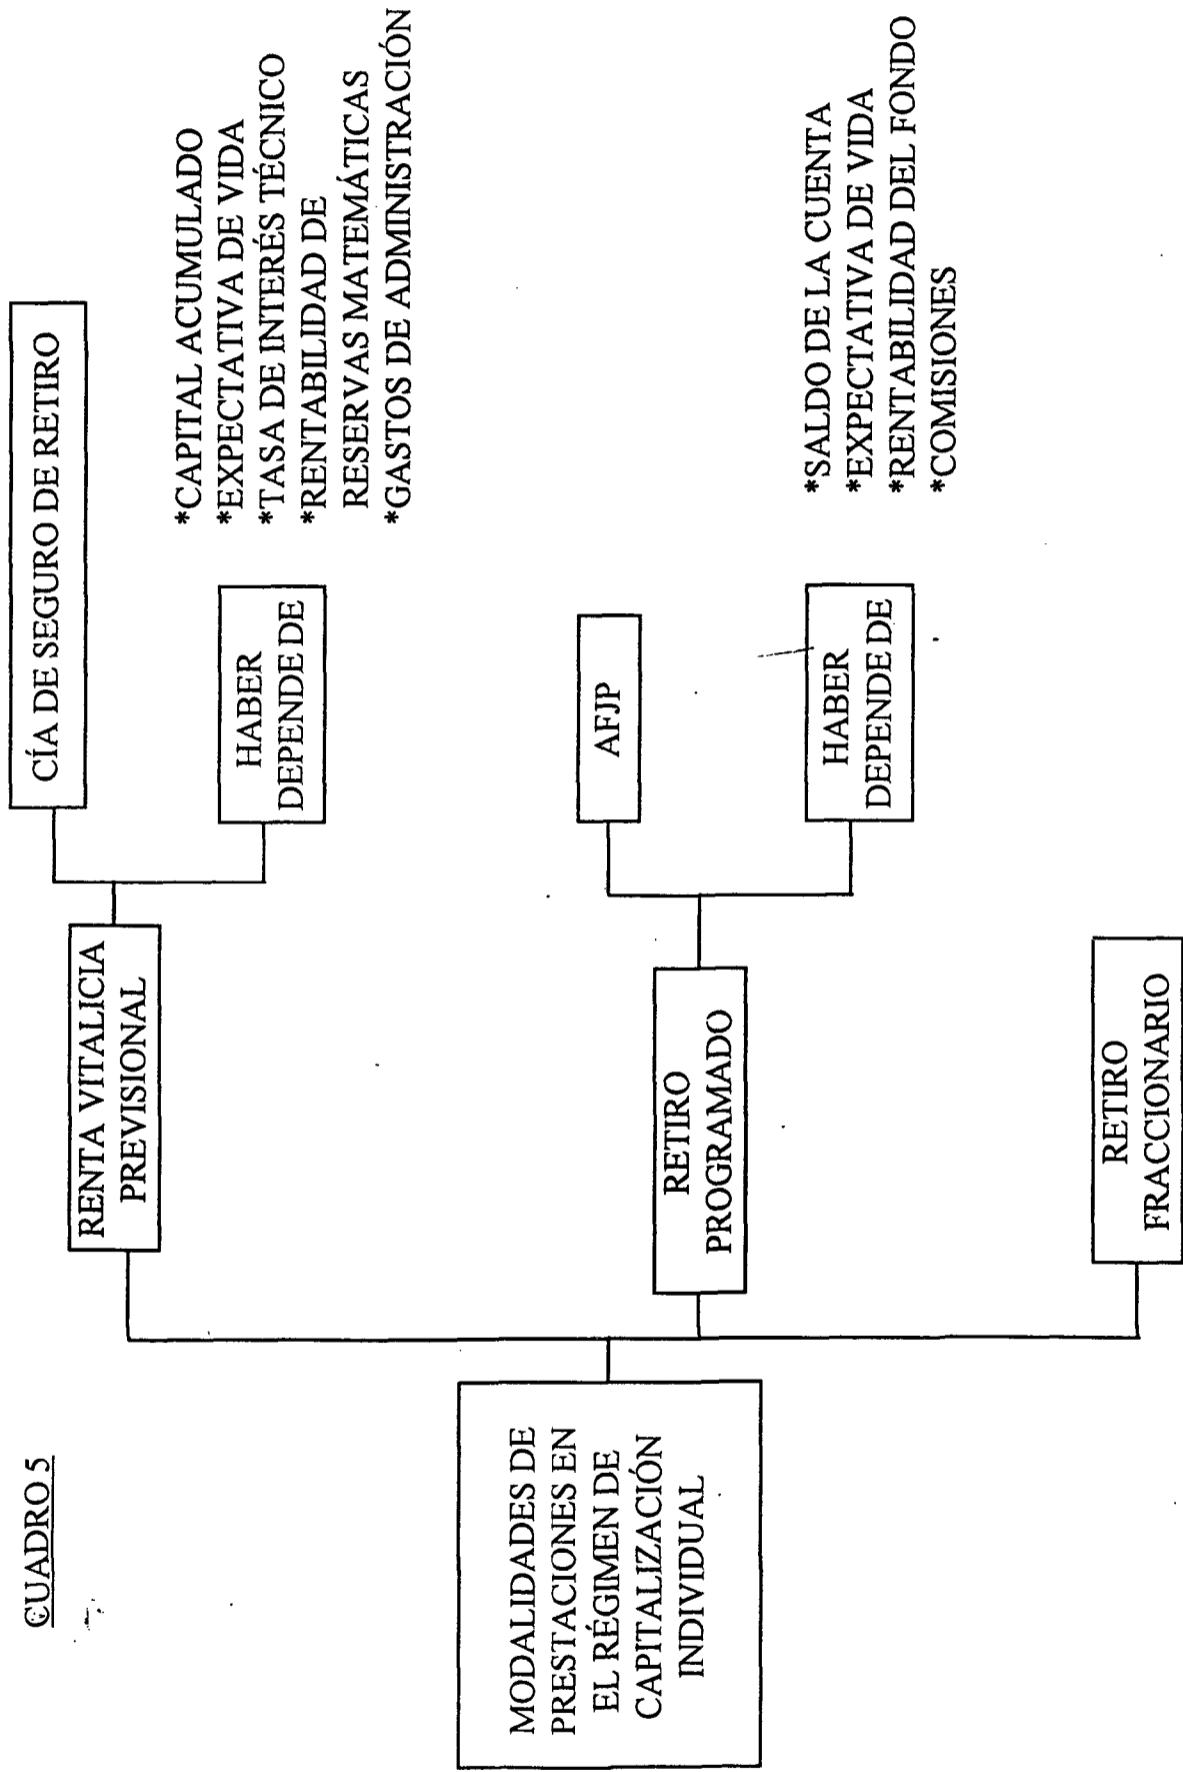 CUADRO 5
MODALIDADES DE
PRESTACIONES EN
EL RÉGIMEN DE
CAPITALIZACIÓN
INDIVIDUAL
RENTA VITALICIA
PREVISIONAL
CÍA DE SEGURO DE RETIRO
HABER
DEPENDE DE
*CAPITAL ACUMULADO
*EXPECTATIVA DE VIDA
*TASA DE INTERÉS TÉCNICO
*RENTABILIDAD DE
RESERVAS MATEMÁTICAS
*GASTOS DE ADMINISTRACIÓN
RETIRO
PROGRAMADO
AFJP
HABER
DEPENDE DE
*SALDO DE LA CUENTA
*EXPECTATIVA DE VIDA
*RENTABILIDAD DEL FONDO
*COMISIONES
RETIRO
FRACCIONARIO